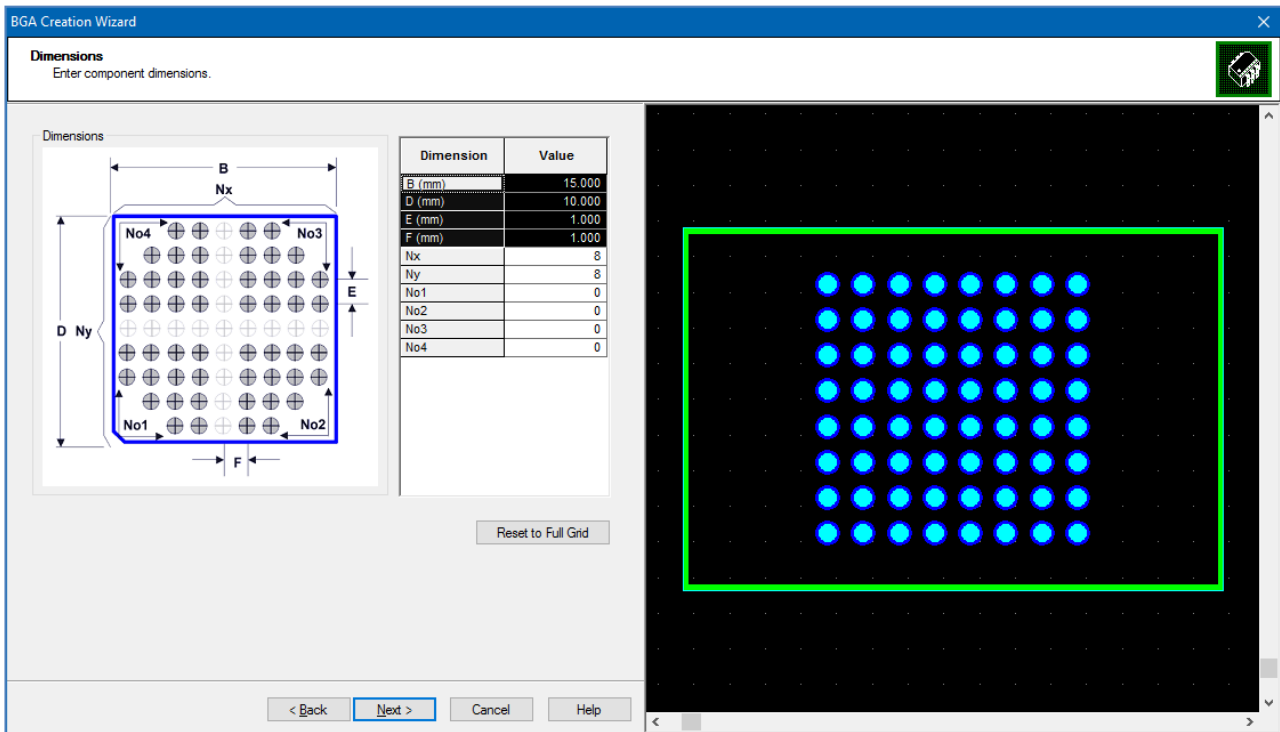 BGA Creation Wizard
Dimensions
Enter component dimensions.
Dimensions
B
Nx
No4
No3
E
D Ny
No1
No2
F
Dimension Value
B (mm) 15.000
D (mm) 10.000
E (mm) 1.000
F (mm) 1.000
Nx 8
Ny 8
No1 0
No2 0
No3 0
No4 0
Reset to Full Grid
< Back Next > Cancel Help